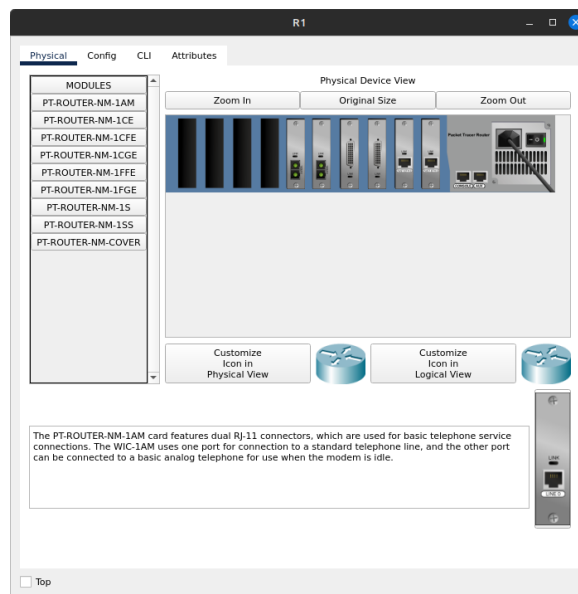 R1
Physical Config CLI Attributes
MODULES
PT-ROUTER-NM-1AM
PT-ROUTER-NM-1CE
PT-ROUTER-NM-1CFE
PT-ROUTER-NM-1CGE
PT-ROUTER-NM-1FFE
PT-ROUTER-NM-1FGE
PT-ROUTER-NM-1S
PT-ROUTER-NM-1SS
PT-ROUTER-NM-COVER
Physical Device View
Zoom In Original Size Zoom Out
Packet Tracer Router
Customize
Icon in
Physical View
Customize
Icon in
Logical View
The PT-ROUTER-NM-1AM card features dual RJ-11 connectors, which are used for basic telephone service
connections. The WIC-1AM uses one port for connection to a standard telephone line, and the other port
can be connected to a basic analog telephone for use when the modem is idle.
LINK
LINE 0
Top